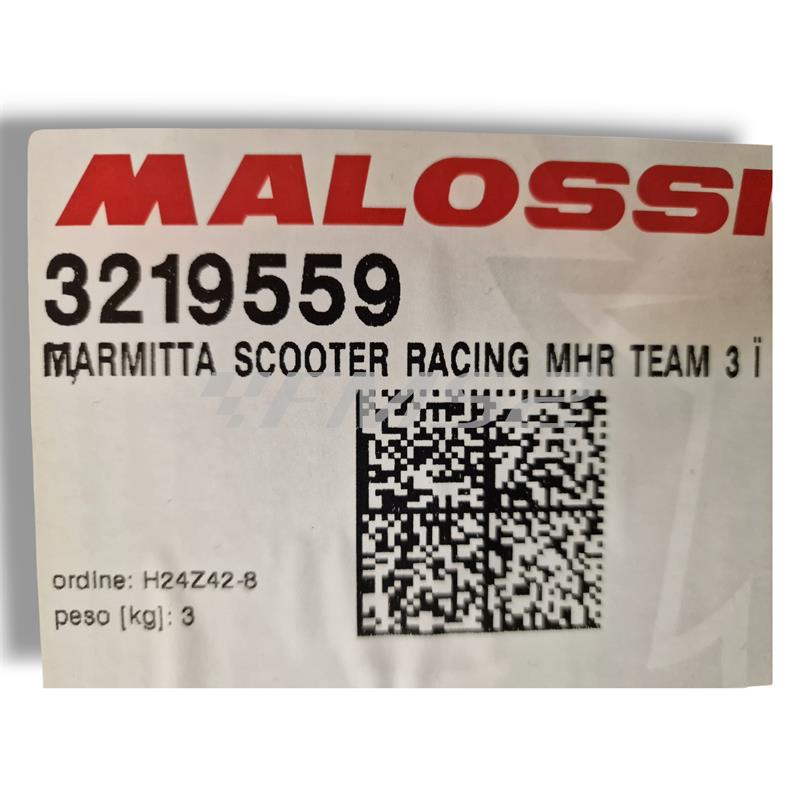 MALOSSI
3219559
MARMITTA SCOOTER RACING MHR TEAM 3 Ï
ordine: H24Z42-8
peso [kg]: 3